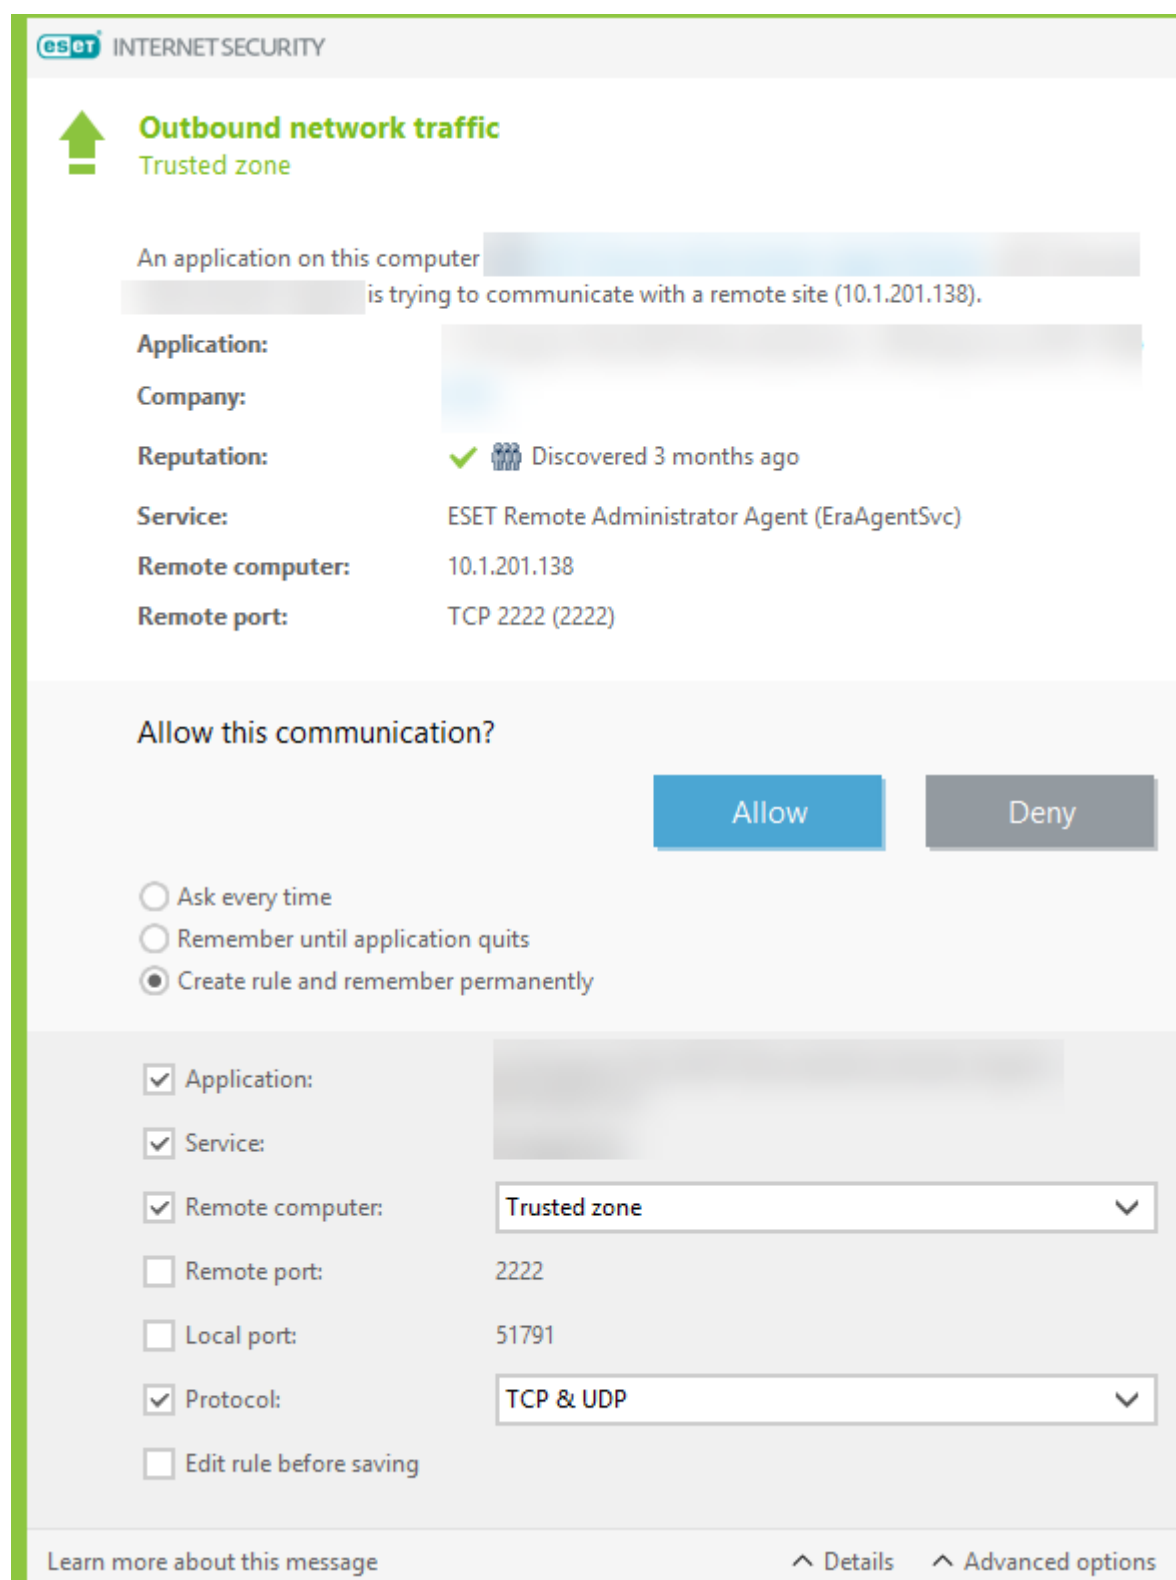 eset INTERNET SECURITY
Outbound network traffic
Trusted zone
An application on this computer
is trying to communicate with a remote site (10.1.201.138).
Application:
Company:
Reputation: Discovered 3 months ago
Service: ESET Remote Administrator Agent (EraAgentSvc)
Remote computer: 10.1.201.138
Remote port: TCP 2222 (2222)
Allow this communication?
Allow Deny
Ask every time
Remember until application quits
Create rule and remember permanently
Application:
Service:
Remote computer: Trusted zone
Remote port: 2222
Local port: 51791
Protocol: TCP & UDP
Edit rule before saving
Learn more about this message Details Advanced options